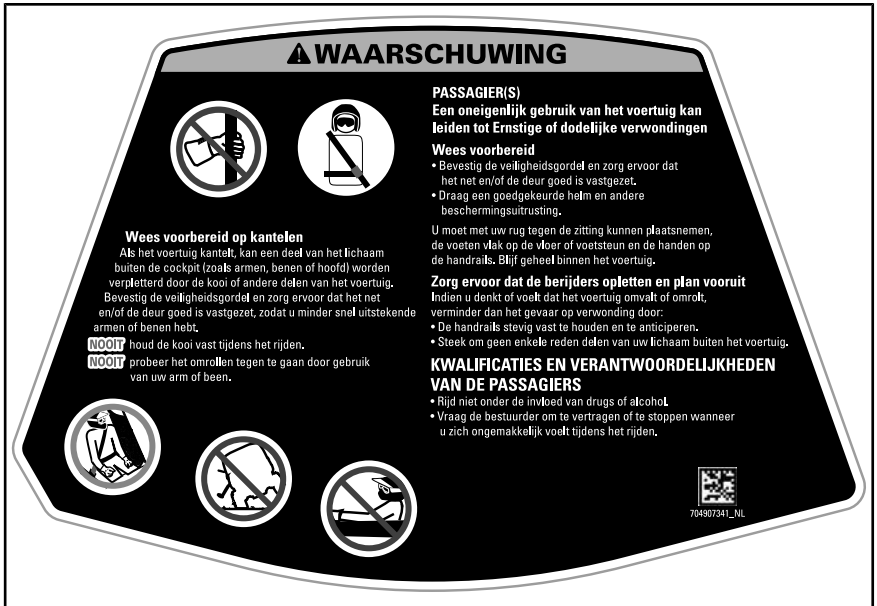 WAARSCHUWING
PASSAGIER(S)
Een oneigenlijk gebruik van het voertuig kan
leiden tot Ernstige of dodelijke verwondingen
Wees voorbereid
• Bevestig de veiligheidsgordel en zorg ervoor dat
het net en/of de deur goed is vastgezet.
• Draag een goedgekeurde helm en andere
beschermingsuitrusting.
U moet met uw rug tegen de zitting kunnen plaatsnemen,
de voeten vlak op de vloer of voetsteun en de handen op
de handrails. Blijf geheel binnen het voertuig.
Zorg ervoor dat de berijders opletten en plan vooruit
Indien u denkt of voelt dat het voertuig omvalt of omrolt,
verminder dan het gevaar op verwonding door:
• De handrails stevig vast te houden en te anticiperen.
• Steek om geen enkele reden delen van uw lichaam buiten het voertuig.
KWALIFICATIES EN VERANTWOORDELIJKHEDEN
VAN DE PASSAGIERS
• Rijd niet onder de invloed van drugs of alcohol.
• Vraag de bestuurder om te vertragen of te stoppen wanneer
u zich ongemakkelijk voelt tijdens het rijden.
Wees voorbereid op kantelen
Als het voertuig kantelt, kan een deel van het lichaam
buiten de cockpit (zoals armen, benen of hoofd) worden
verpletterd door de kooi of andere delen van het voertuig.
Bevestig de veiligheidsgordel en zorg ervoor dat het net
en/of de deur goed is vastgezet, zodat u minder snel uitstekende
armen of benen hebt.
NOOIT houd de kooi vast tijdens het rijden.
NOOIT probeer het omrollen tegen te gaan door gebruik
van uw arm of been.
704907341_NL